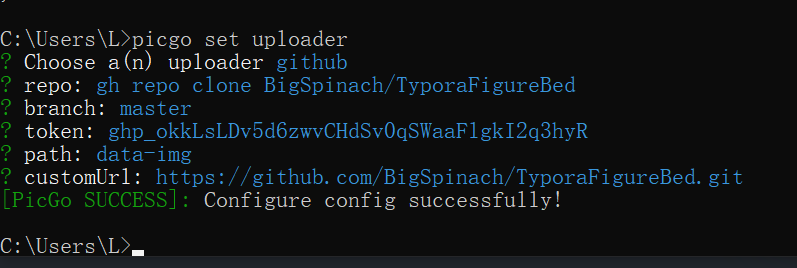 C:\Users\L>picgo set uploader
? Choose a(n) uploader github
? repo: gh repo clone BigSpinach/TyporaFigureBed
? branch: master
? token: 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
? path: data-img
? customUrl: https://github.com/BigSpinach/TyporaFigureBed.git
[PicGo SUCCESS]: Configure config successfully!
C:\Users\L>